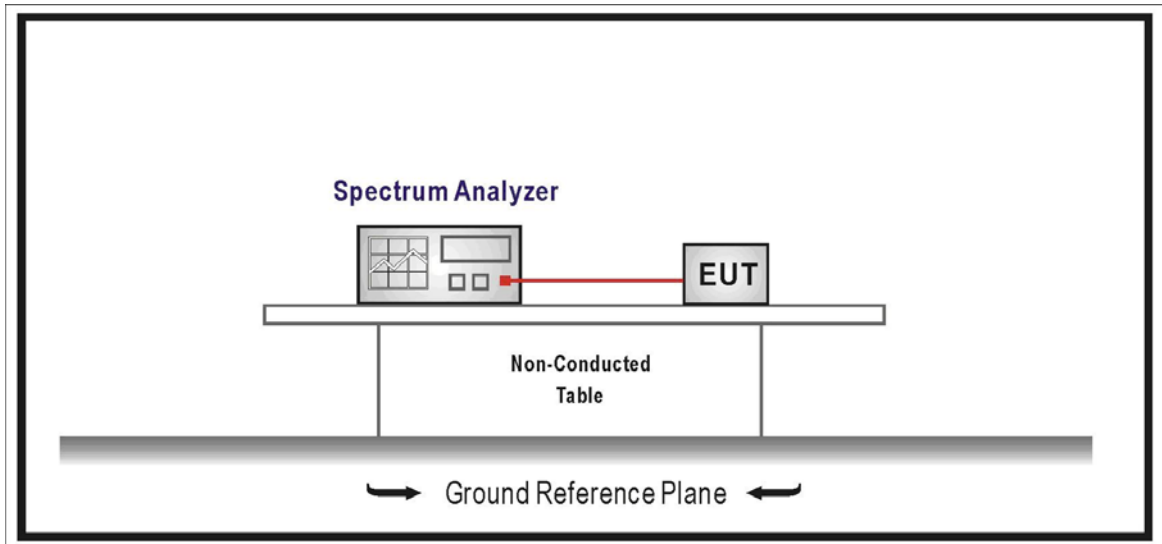 Spectrum Analyzer
EUT
Non-Conducted
Table
Ground Reference Plane